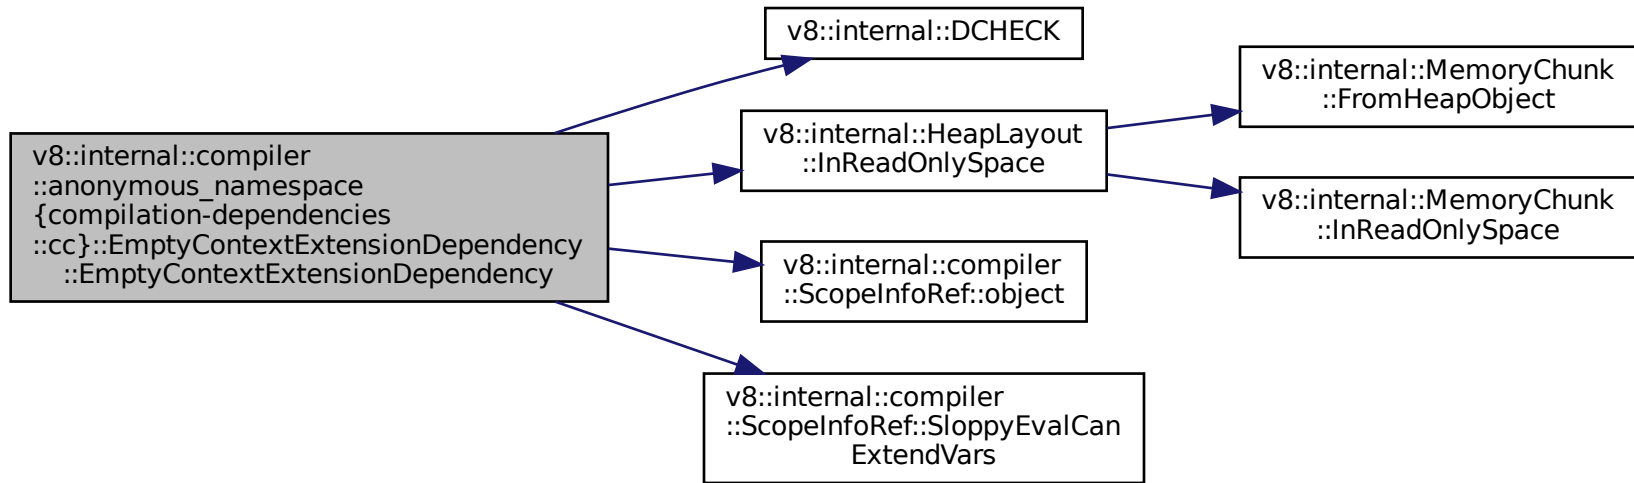 v8::internal::compiler
::anonymous_namespace
{compilation-dependencies
::cc}::EmptyContextExtensionDependency
::EmptyContextExtensionDependency
v8::internal::DCHECK
v8::internal::HeapLayout
::InReadOnlySpace
v8::internal::MemoryChunk
::FromHeapObject
v8::internal::MemoryChunk
::InReadOnlySpace
v8::internal::compiler
::ScopeInfoRef::object
v8::internal::compiler
::ScopeInfoRef::SloppyEvalCan
ExtendVars